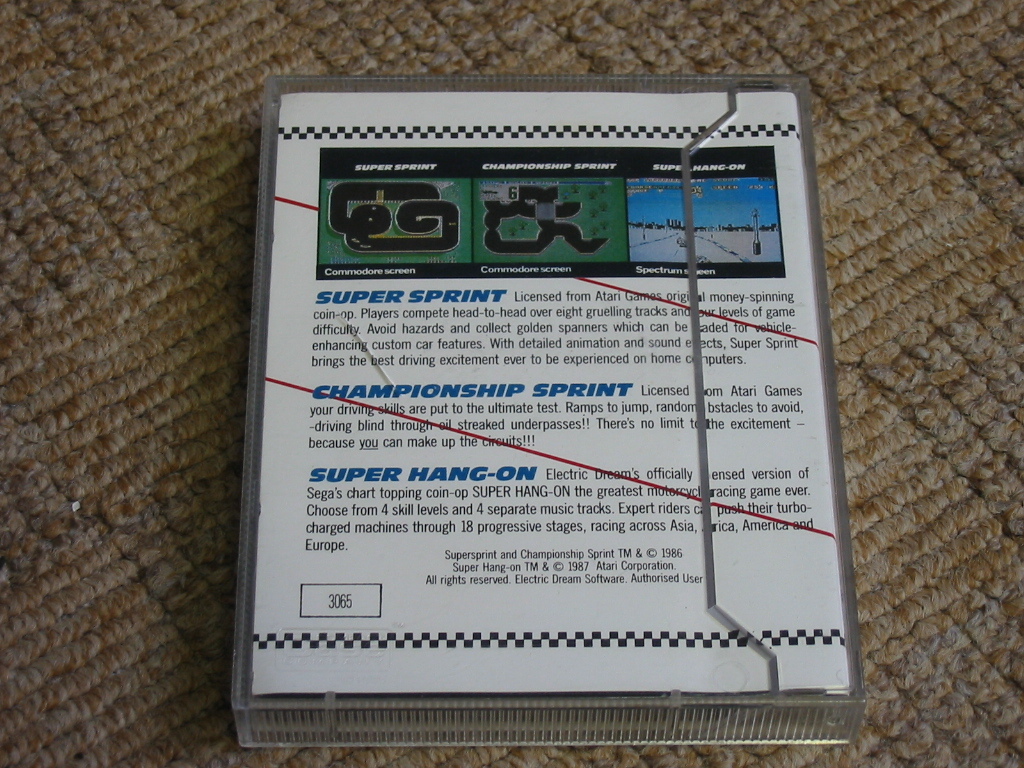 SUPER SPRINT CHAMPIONSHIP SPRINT SUPER HANG-ON
6
Commodore screen Commodore screen Spectrum screen
SUPER SPRINT Licensed from Atari Games original money-spinning
coin-op. Players compete head-to-head over eight gruelling tracks and four levels of game
difficulty. Avoid hazards and collect golden spanners which can be traded for vehicle-
enhancing custom car features. With detailed animation and sound effects, Super Sprint
brings the best driving excitement ever to be experienced on home computers.
CHAMPIONSHIP SPRINT Licensed from Atari Games
your driving skills are put to the ultimate test. Ramps to jump, random obstacles to avoid,
-driving blind through oil streaked underpasses!! There's no limit to the excitement –
because you can make up the circuits!!!
SUPER HANG-ON Electric Dream's officially licensed version of
Sega's chart topping coin-op SUPER HANG-ON the greatest motorcycle racing game ever.
Choose from 4 skill levels and 4 separate music tracks. Expert riders can push their turbo-
charged machines through 18 progressive stages, racing across Asia, Africa, America and
Europe.
Supersprint and Championship Sprint TM & © 1986
Super Hang-on TM & © 1987 Atari Corporation.
All rights reserved. Electric Dream Software. Authorised User
3065